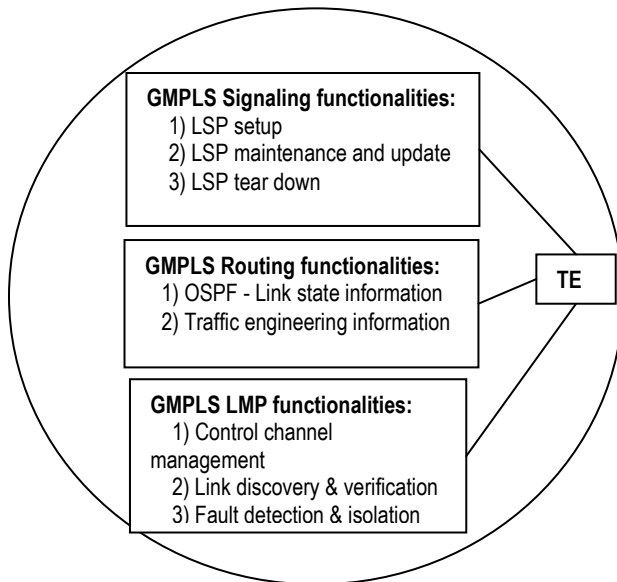 GMPLS Signaling functionalities:
1) LSP setup
2) LSP maintenance and update
3) LSP tear down
GMPLS Routing functionalities:
1) OSPF - Link state information
2) Traffic engineering information
TE
GMPLS LMP functionalities:
1) Control channel
management
2) Link discovery & verification
3) Fault detection & isolation